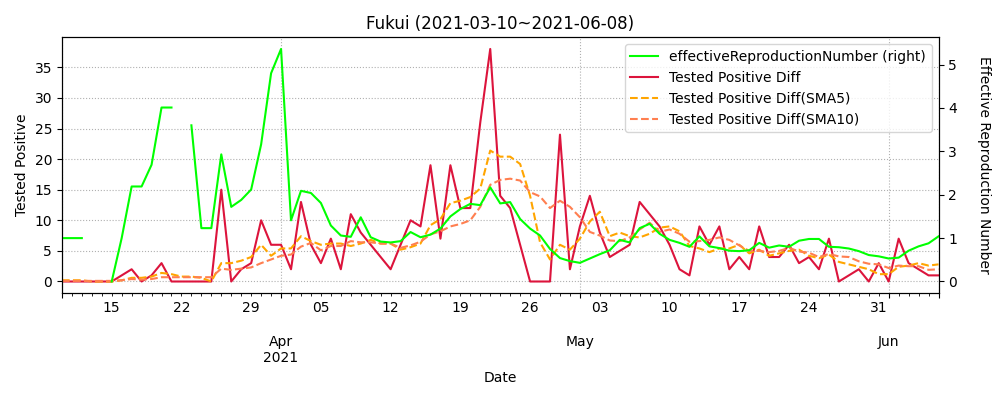 Fukui (2021-03-10~2021-06-08)
effectiveReproductionNumber (right)
Tested Positive Diff
Tested Positive Diff(SMA5)
Tested Positive Diff(SMA10)
Tested Positive
35
30
25
20
15
10
5
0
5
4
3
2
1
0
Effective Reproduction Number
15 22 29 05 12 19 26 03 10 17 24 31
Apr May Jun
2021
Date